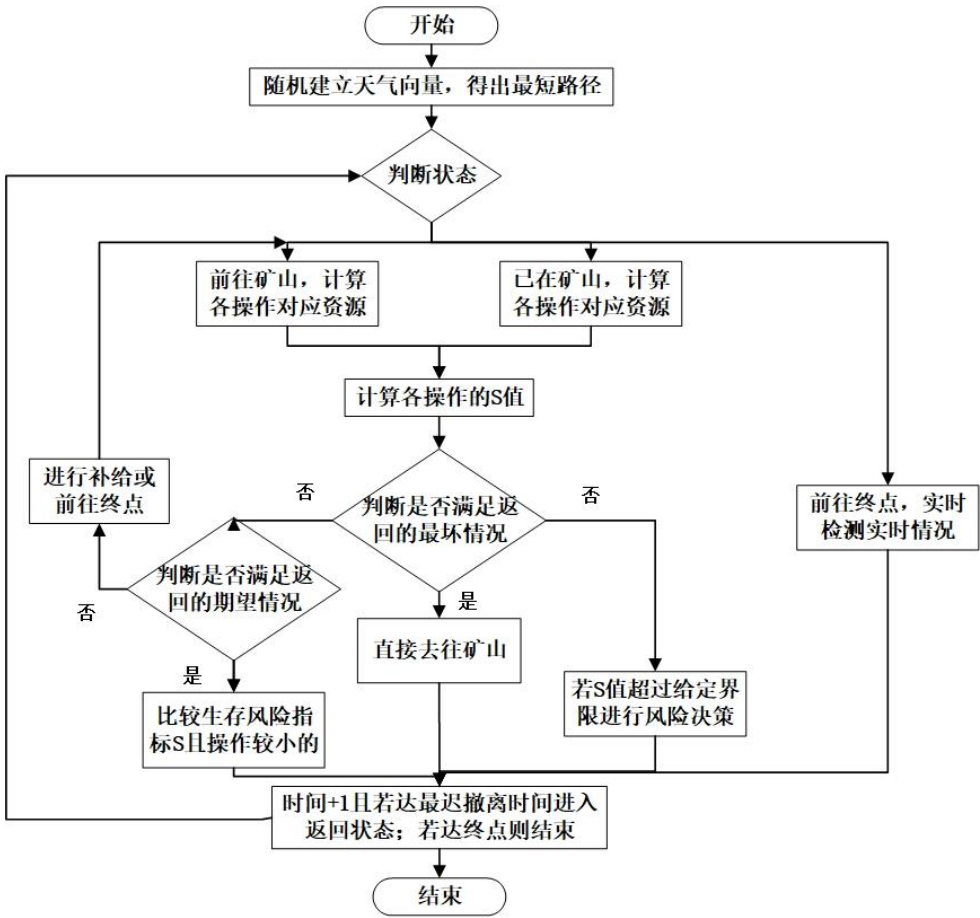 开始
随机建立天气向量，得出最短路径
判断状态
前往矿山，计算
各操作对应资源
已在矿山，计算
各操作对应资源
计算各操作的S值
进行补给或
前往终点
否
判断是否满足返
回的最坏情况
否
前往终点，实时
检测实时情况
判断是否满足返
回的期望情况
否
是
直接去往矿山
是
比较生存风险指
标S且操作较小的
若S值超过给定界
限进行风险决策
时间+1且若达最迟撤离时间进入
返回状态；若达终点则结束
结束